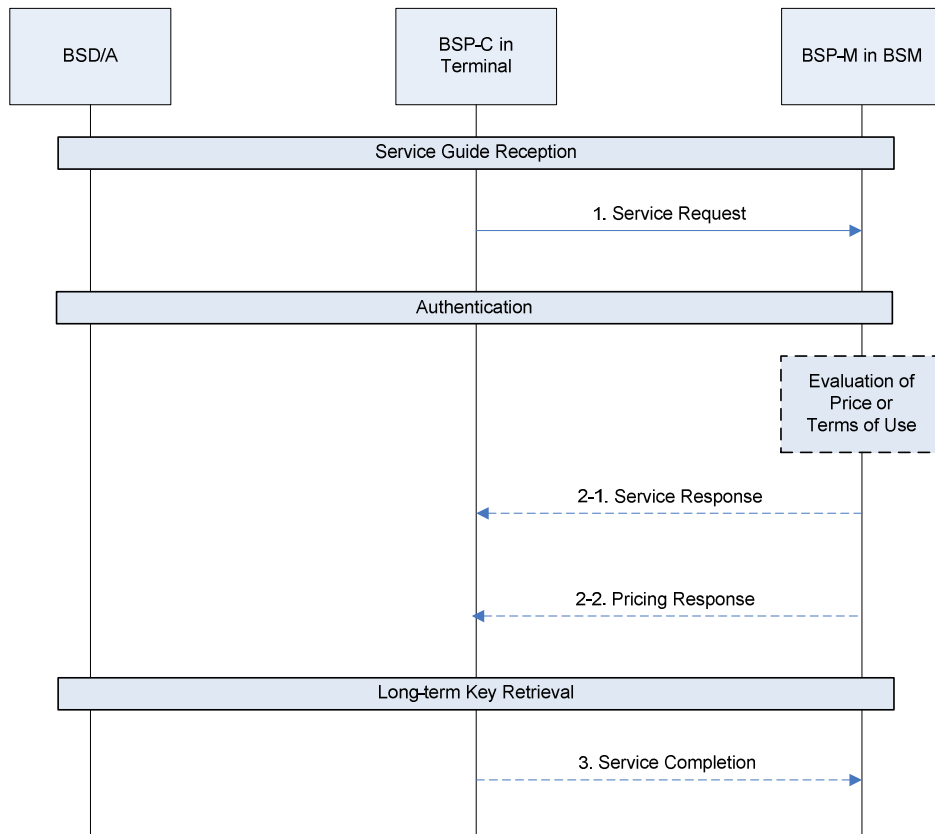 BSD/A
BSP-C in
Terminal
BSP-M in BSM
Service Guide Reception
1. Service Request
Authentication
Evaluation of
Price or
Terms of Use
2-1. Service Response
2-2. Pricing Response
Long-term Key Retrieval
3. Service Completion